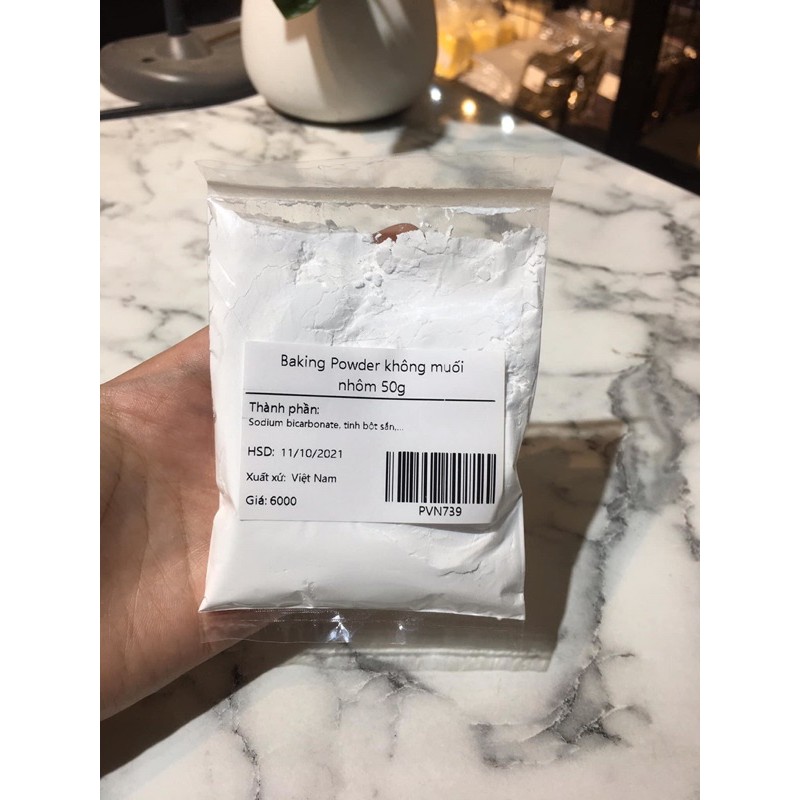 Baking Powder không muối
nhôm 50g
Thành phần:
Sodium bicarbonate, tinh bột sắn,...
HSD: 11/10/2021
Xuất xứ: Việt Nam
Giá: 6000
PVN739